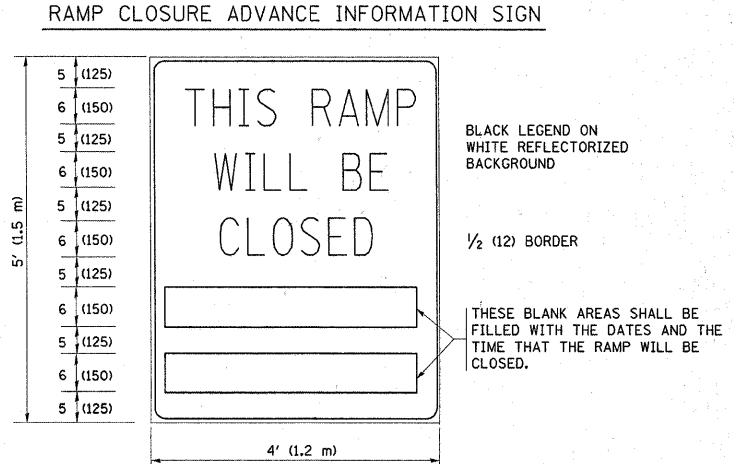 RAMP CLOSURE ADVANCE INFORMATION SIGN
5 (125)
6 (150)
5 (125)
6 (150)
5 (125)
6 (150)
5 (125)
6 (150)
5 (125)
6 (150)
5 (125)
5' (1.5 m)
THIS RAMP
WILL BE
CLOSED
4' (1.2 m)
BLACK LEGEND ON
WHITE REFLECTORIZED
BACKGROUND
1/2 (12) BORDER
THESE BLANK AREAS SHALL BE
FILLED WITH THE DATES AND THE
TIME THAT THE RAMP WILL BE
CLOSED.